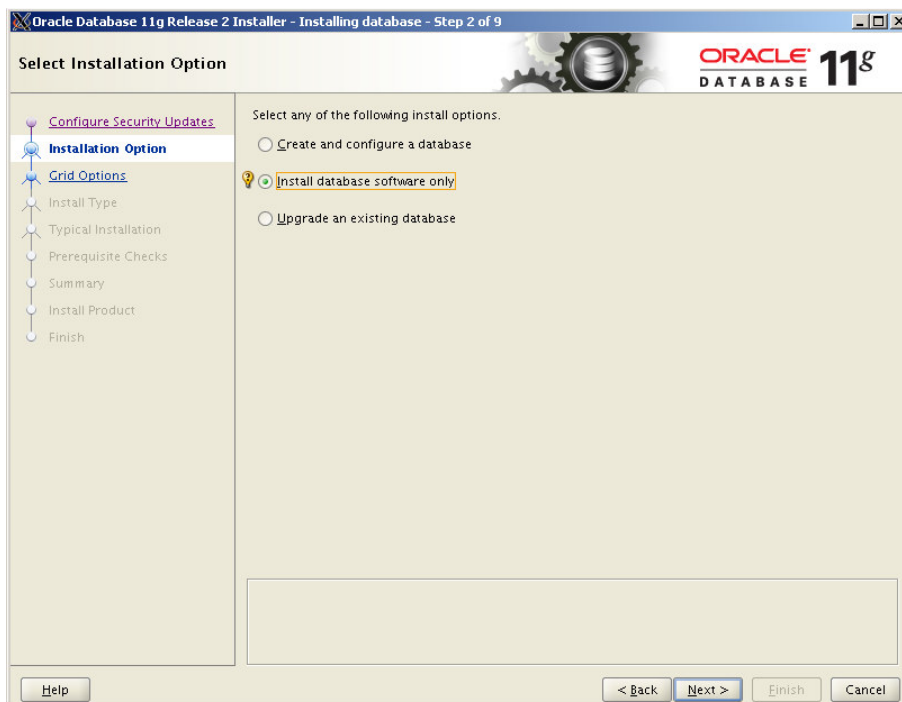 Oracle Database 11g Release 2 Installer - Installing database - Step 2 of 9
Select Installation Option
ORACLE
DATABASE
11g
Configure Security Updates
Installation Option
Grid Options
Install Type
Typical Installation
Prerequisite Checks
Summary
Install Product
Finish
Select any of the following install options.
Create and configure a database
Install database software only
Upgrade an existing database
Help
< Back
Next >
Finish
Cancel